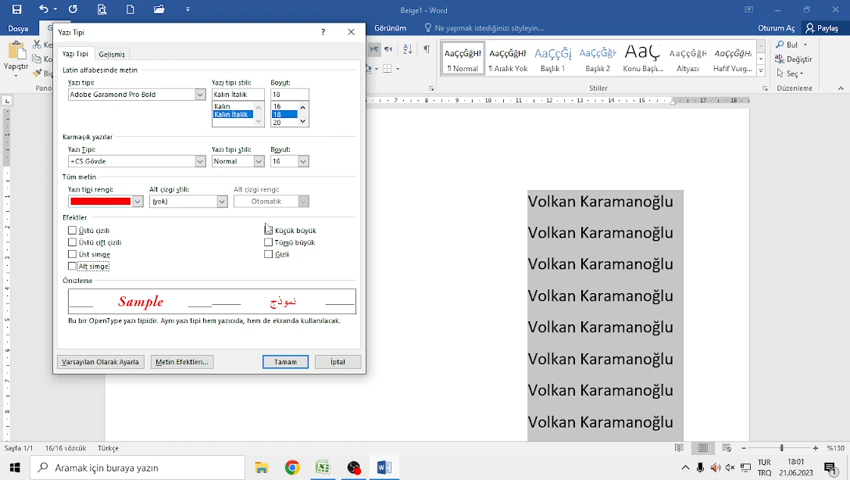 Belge1 - Word
Dosya
Görünüm
Ne yapmak istediğinizi söyleyin...
Oturum Aç
Paylaş
Yapıştır
Yazı Tipi
Yazı Tipi
Gelişmiş
Latin alfabesinde metin
Yazı tipi:
Yazı tipi stili:
Boyut:
Adobe Garamond Pro Bold
Kalın İtalik
18
Kalın
Kalın İtalik
16
18
20
Karmaşık yazılar
Yazı Tipi:
Yazı tipi stili:
Boyut:
+CS Gövde
Normal
16
Tüm metin
Yazı tipi rengi:
Alt çizgi stili:
Alt çizgi rengi:
(yok)
Otomatik
Efektler
Üstü çizili
Üstü çift çizili
Üst simge
Alt simge
Küçük büyük
Tümü büyük
Gizli
Önizleme
Sample
نموذج
Bu bir OpenType yazı tipidir. Aynı yazı tipi hem yazıcıda, hem de ekranda kullanılacak.
Varsayılan Olarak Ayarla
Metin Efektleri...
Tamam
İptal
AaÇçĞğHl
AaÇçĞğHl
AaÇçĞğ
AaÇçĞğH
AaÇ
AaÇçĞğH
AaÇçĞğH
¶ Normal
¶ Aralık Yok
Başlık 1
Başlık 2
Konu Başl...
Altyazı
Hafif Vurg...
Stiller
Bul
Değiştir
Seç
Düzenleme
Volkan Karamanoğlu
Volkan Karamanoğlu
Volkan Karamanoğlu
Volkan Karamanoğlu
Volkan Karamanoğlu
Volkan Karamanoğlu
Volkan Karamanoğlu
Volkan Karamanoğlu
Sayfa 1/1
16/16 sözcük
Türkçe
%130
Aramak için buraya yazın
TUR
TRQ
18:01
21.06.2023